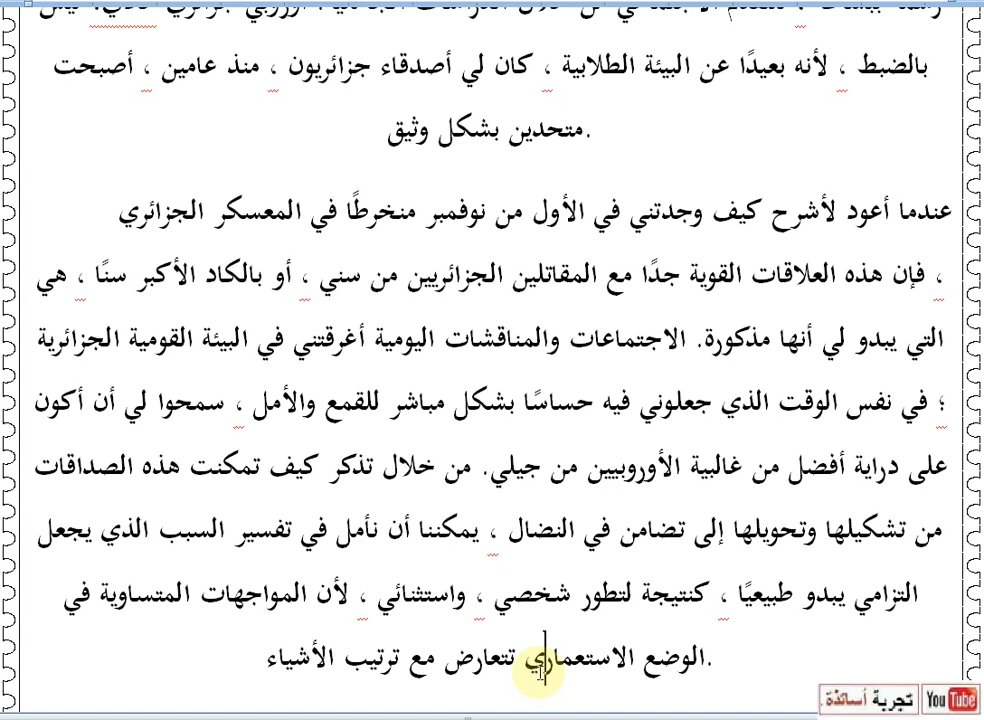 بالضبط ، لأنه بعيدًا عن البيئة الطلابية ، كان لي أصدقاء جزائريون ، منذ عامين ، أصبحت
متحدين بشكل وثيق.
عندما أعود لأشرح كيف وجدتني في الأول من نوفمبر منخرطًا في المعسكر الجزائري
، فإن هذه العلاقات القوية جدًا مع المقاتلين الجزائريين من سني ، أو بالكاد الأكبر سنًا ، هي
التي يبدو لي أنها مذكورة. الاجتماعات والمناقشات اليومية أغرقتني في البيئة القومية الجزائرية
؛ في نفس الوقت الذي جعلوني فيه حساسًا بشكل مباشر للقمع والأمل ، سمحوا لي أن أكون
على دراية أفضل من غالبية الأوروبيين من جيلي. من خلال تذكر كيف تمكنت هذه الصداقات
من تشكيلها وتحويلها إلى تضامن في النضال ، يمكننا أن نأمل في تفسير السبب الذي يجعل
التزامي يبدو طبيعيًا ، كنتيجة لتطور شخصي ، واستثنائي ، لأن المواجهات المتساوية في
الوضع الاستعماري تتعارض مع ترتيب الأشياء.
تجربة أساتذة. YouTube